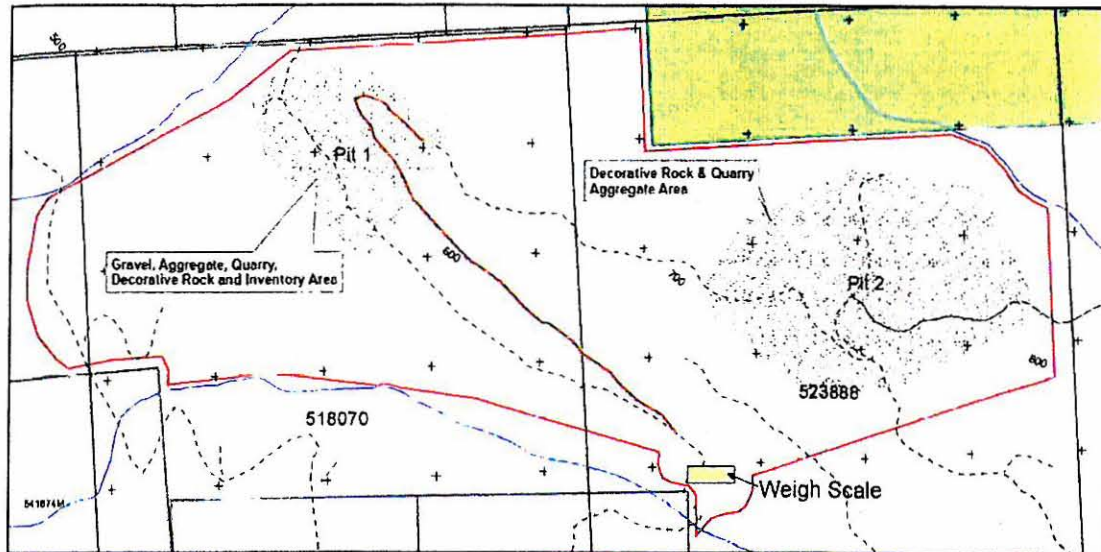 500
Pit 1
Decorative Rock & Quarry
Aggregate Area
Gravel, Aggregate, Quarry,
Decorative Rock and Inventory Area
600
700
Pit 2
800
523888
518070
Weigh Scale